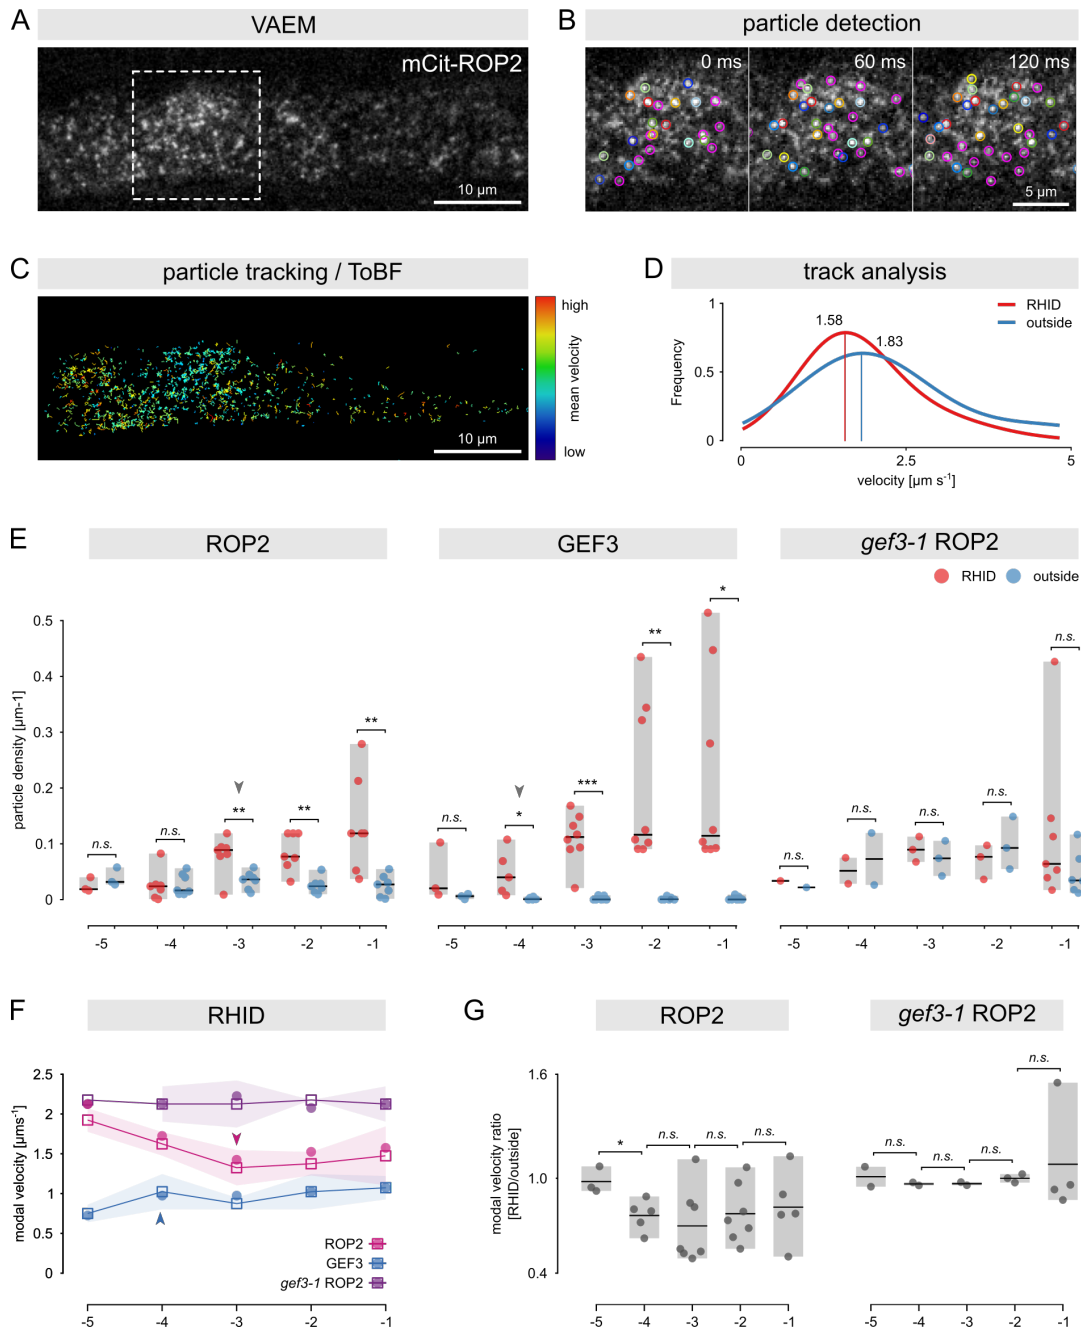 A
VAEM
mCit-ROP2
10 µm
B
particle detection
0 ms
60 ms
120 ms
5 µm
C
particle tracking / ToBF
10 µm
high
mean velocity
low
D
track analysis
RHID
outside
1
0.5
0
Frequency
1.58
1.83
0
2.5
5
velocity [µm s-1]
E
ROP2
GEF3
gef3-1 ROP2
RHID
outside
particle density [µm-1]
0.5
0.4
0.3
0.2
0.1
0
n.s.
n.s.
**
**
**
n.s.
*
***
**
*
n.s.
n.s.
n.s.
n.s.
n.s.
-5 -4 -3 -2 -1
-5 -4 -3 -2 -1
-5 -4 -3 -2 -1
F
RHID
modal velocity [µms-1]
2.5
2
1.5
1
0.5
0
ROP2
GEF3
gef3-1 ROP2
-5 -4 -3 -2 -1
G
ROP2
gef3-1 ROP2
modal velocity ratio
[RHID/outside]
1.6
1.0
0.4
*
n.s.
n.s.
n.s.
n.s.
n.s.
n.s.
n.s.
-5 -4 -3 -2 -1
-5 -4 -3 -2 -1